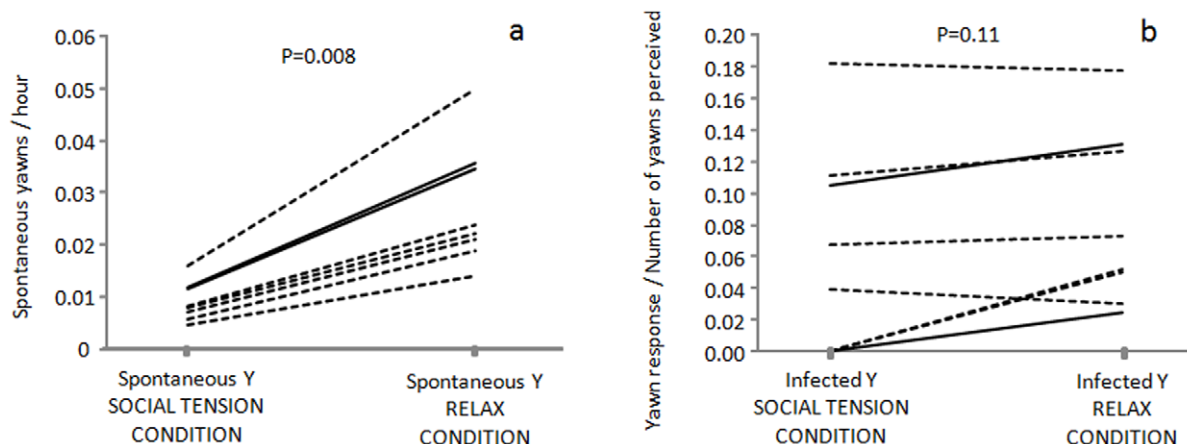 a
P=0.008
Spontaneous yawns / hour
0.06
0.05
0.04
0.03
0.02
0.01
0
Spontaneous Y
SOCIAL TENSION
CONDITION
Spontaneous Y
RELAX
CONDITION
b
P=0.11
Yawn response / Number of yawns perceived
0.20
0.18
0.16
0.14
0.12
0.10
0.08
0.06
0.04
0.02
0.00
Infected Y
SOCIAL TENSION
CONDITION
Infected Y
RELAX
CONDITION